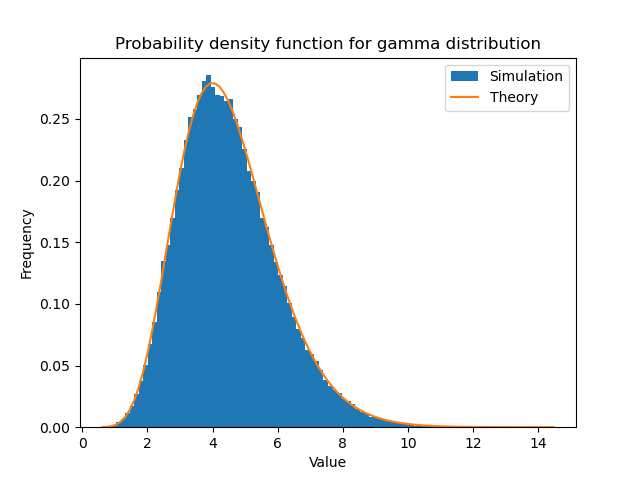 Probability density function for gamma distribution
Simulation
Theory
0.25
0.20
0.15
0.10
0.05
0.00
Frequency
0 2 4 6 8 10 12 14
Value